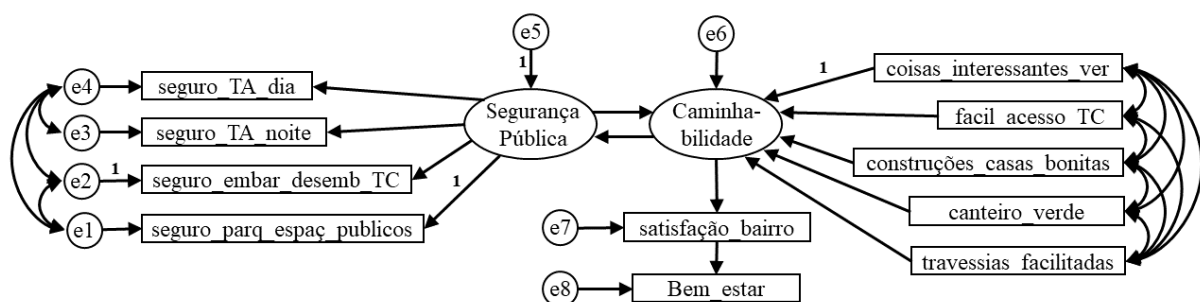 e5
e6
1
1
e4
seguro_TA_dia
coisas_interessantes_ver
Segurança
Pública
Caminha-
bilidade
facil_acesso_TC
e3
seguro_TA_noite
construções_casas_bonitas
e2
1
seguro_embar_desemb_TC
1
canteiro_verde
e1
seguro_parq_espaç_publicos
e7
satisfação_bairro
travessias_facilitadas
e8
Bem_estar